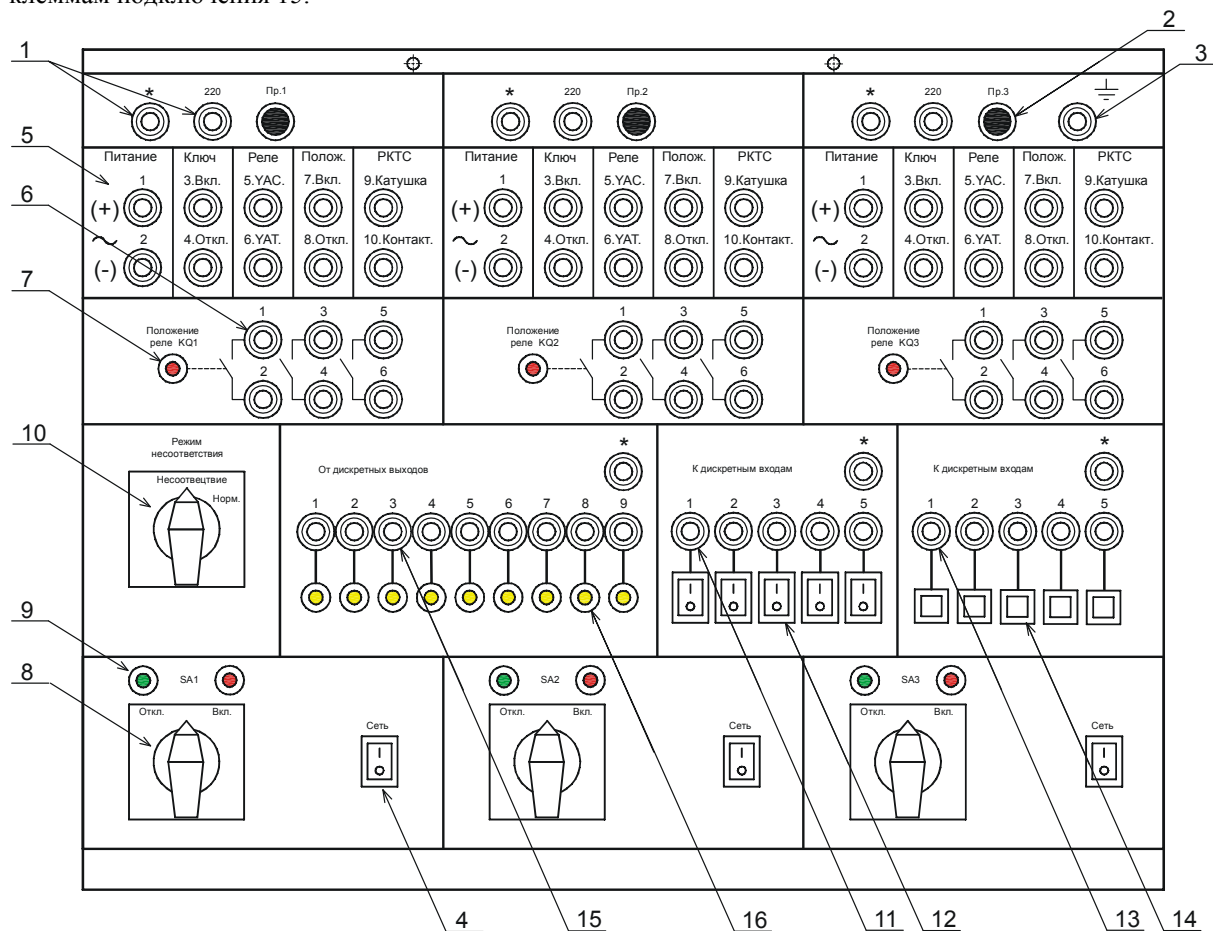 клеммам подключения 15.
2
1 3
* 220 Пр.1 * 220 Пр.2 * 220 Пр.3
5
Питание Ключ Реле Полож. РКТС Питание Ключ Реле Полож. РКТС Питание Ключ Реле Полож. РКТС
1 3.Вкл. 5.YAC. 7.Вкл. 9.Катушка 1 3.Вкл. 5.YAC. 7.Вкл. 9.Катушка 1 3.Вкл. 5.YAC. 7.Вкл. 9.Катушка
6
(+) (+) (+)
~ 2 4.Откл. 6.YAT. 8.Откл. 10.Контакт. ~ 2 4.Откл. 6.YAT. 8.Откл. 10.Контакт. ~ 2 4.Откл. 6.YAT. 8.Откл. 10.Контакт.
(-) (-) (-)
7
1 3 5 1 3 5 1 3 5
Положение Положение Положение
реле KQ1 реле KQ2 реле KQ3
2 4 6 2 4 6 2 4 6
10
Режим
несоответствия
* * *
От дискретных выходов К дискретным входам К дискретным входам
Несоотвецтвие
Норм.
1 2 3 4 5 6 7 8 9 1 2 3 4 5 1 2 3 4 5
9
SA1 SA2 SA3
8
Откл. Вкл. Откл. Вкл. Откл. Вкл.
Сеть Сеть Сеть
4 15 16 11 12 13 14